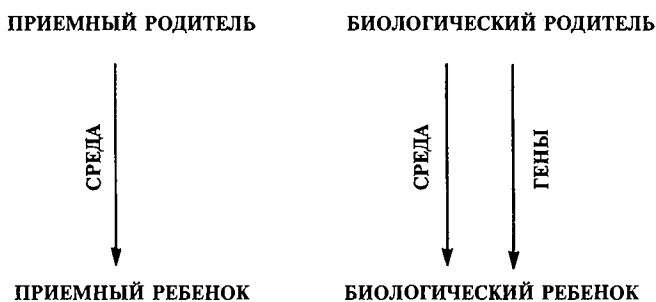 ПРИЕМНЫЙ РОДИТЕЛЬ
БИОЛОГИЧЕСКИЙ РОДИТЕЛЬ
СРЕДА
СРЕДА
ГЕНЫ
ПРИЕМНЫЙ РЕБЕНОК
БИОЛОГИЧЕСКИЙ РЕБЕНОК